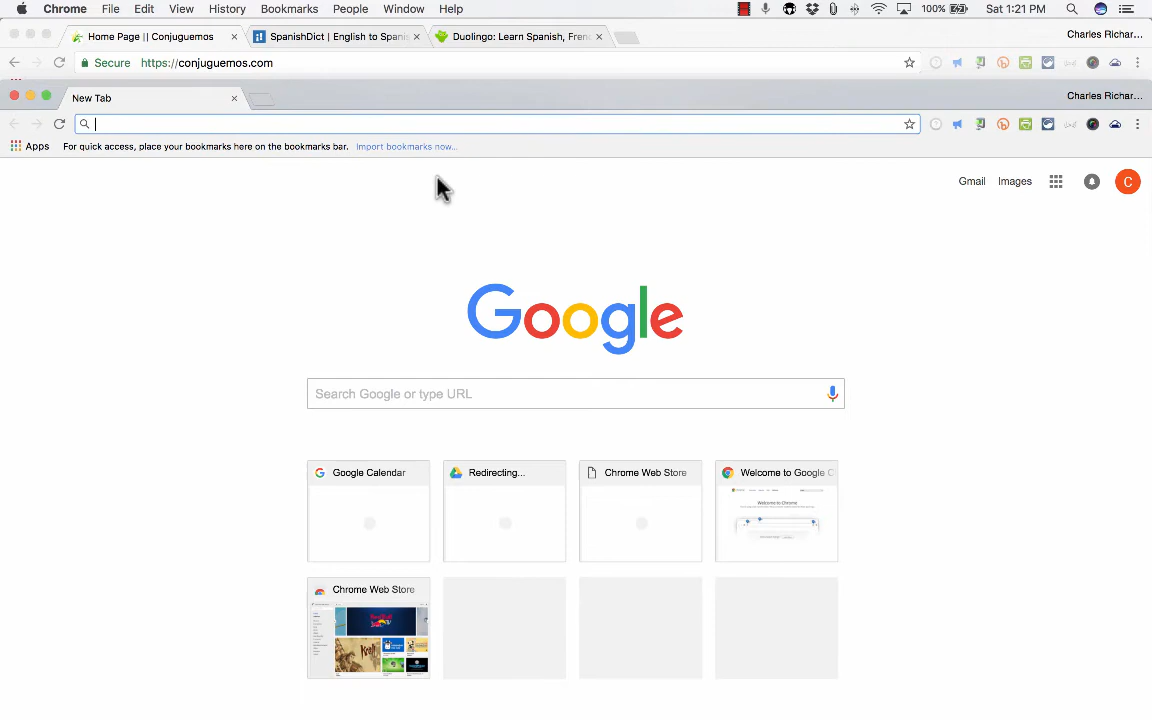 Chrome File Edit View History Bookmarks People Window Help 100% Sat 1:21 PM
Home Page || Conjuguemos SpanishDict | English to Spanis Duolingo: Learn Spanish, Frenc Charles Richar...
Secure https://conjuguemos.com
New Tab Charles Richar...
Apps For quick access, place your bookmarks here on the bookmarks bar. Import bookmarks now...
Gmail Images C
Google
Search Google or type URL
Google Calendar Redirecting... Chrome Web Store Welcome to Google C
Welcome to Chrome
Chrome Web Store